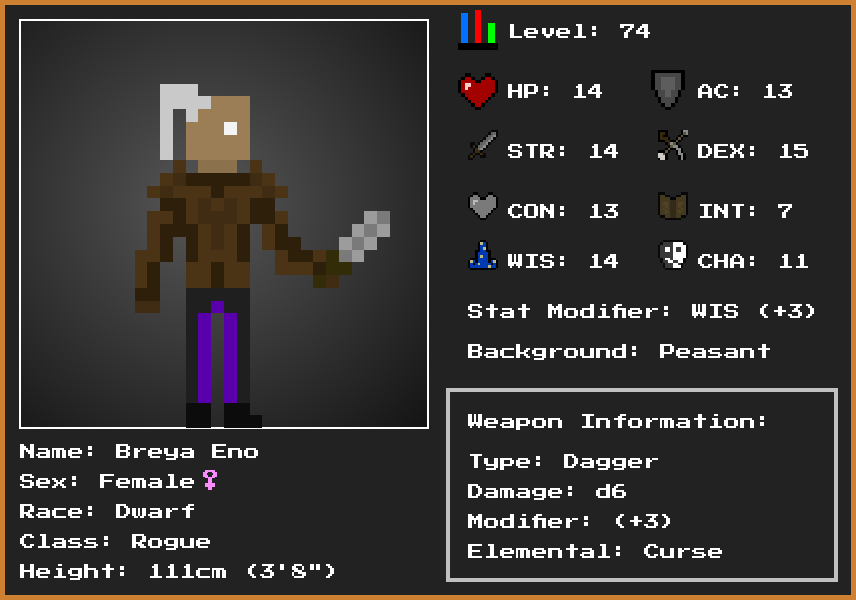 Level: 74
HP: 14
AC: 13
STR: 14
DEX: 15
CON: 13
INT: 7
WIS: 14
CHA: 11
Stat Modifier: WIS (+3)
Background: Peasant
Weapon Information:
Type: Dagger
Damage: d6
Modifier: (+3)
Elemental: Curse
Name: Breya Eno
Sex: Female♀
Race: Dwarf
Class: Rogue
Height: 111cm (3'8")